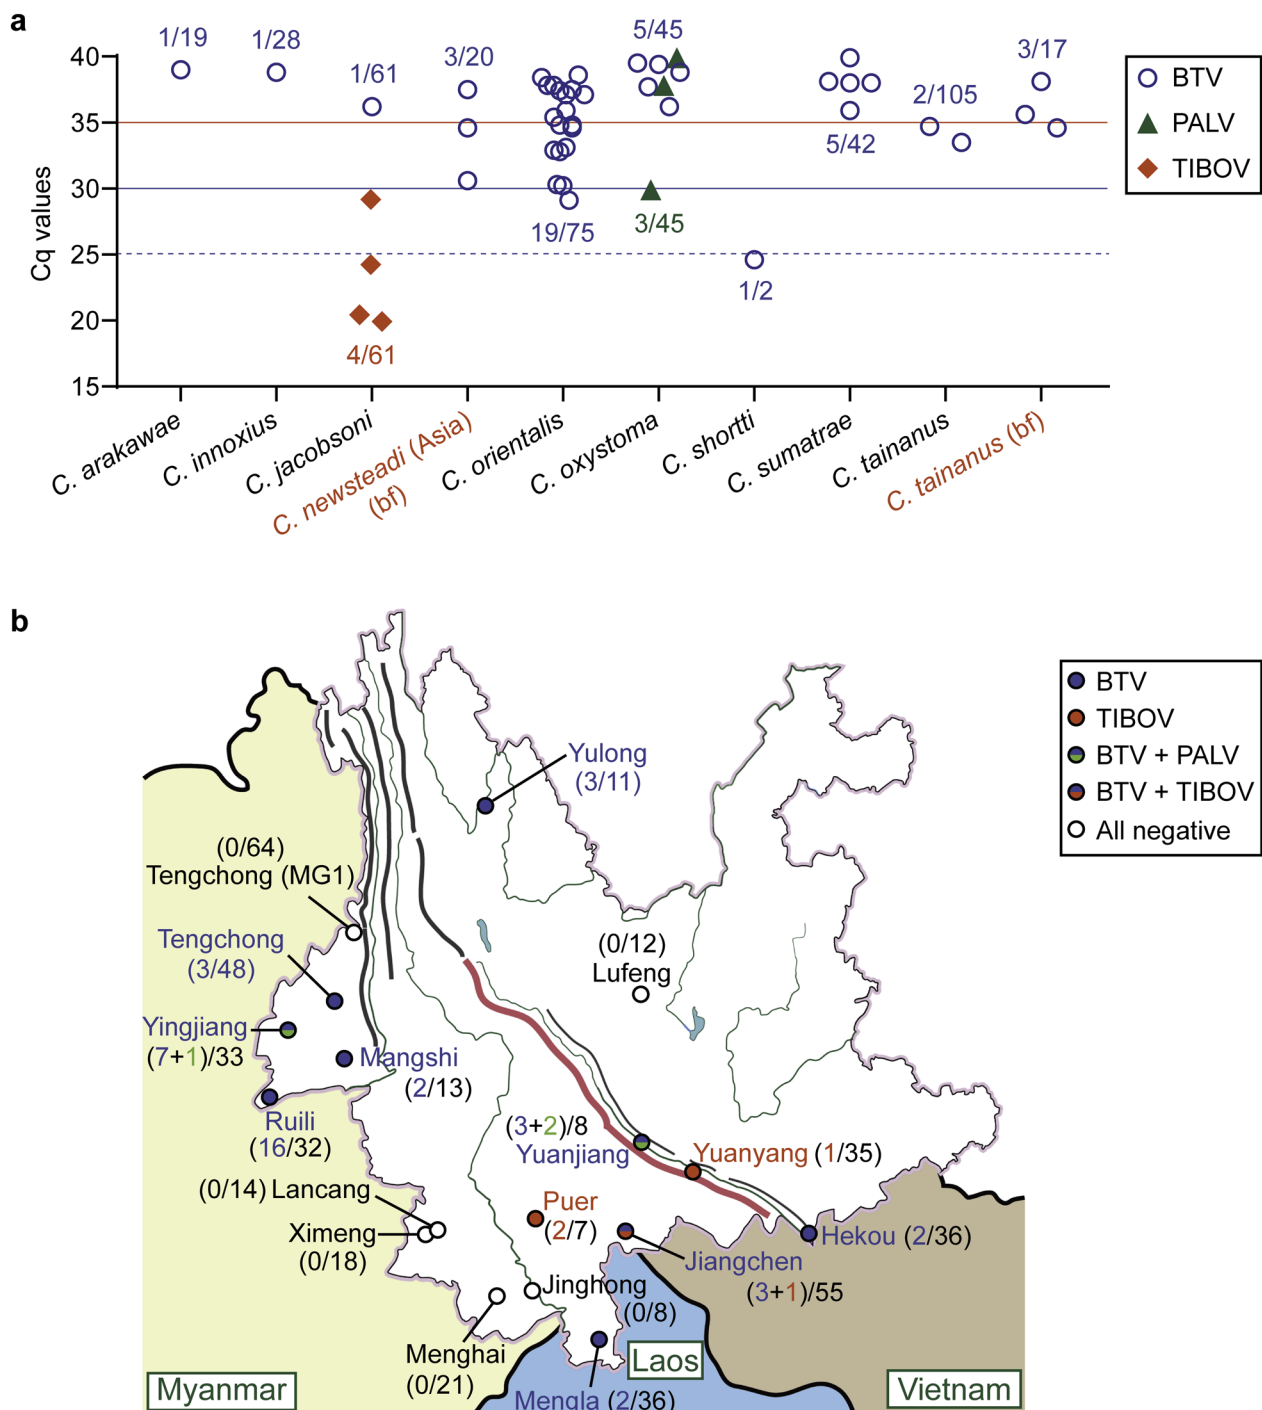 a
1/19
1/28
1/61
3/20
5/45
3/17
2/105
5/42
19/75
3/45
1/2
4/61
40
35
30
25
20
15
Cq values
BTV
PALV
TIBOV
C. arakawae
C. innoxius
C. jacobsoni
C. newsteadi (Asia)
(bf)
C. orientalis
C. oxystoma
C. shortti
C. sumatrae
C. tainanus
C. tainanus (bf)
b
BTV
TIBOV
BTV + PALV
BTV + TIBOV
All negative
Yulong
(3/11)
(0/64)
Tengchong (MG1)
Tengchong
(3/48)
(0/12)
Lufeng
Yingjiang
(7+1)/33
Mangshi
(2/13)
Ruili
(16/32)
(3+2)/8
Yuanjiang
Yuanyang (1/35)
(0/14) Lancang
Ximeng
(0/18)
Puer
(2/7)
Hekou (2/36)
Jiangchen
(3+1)/55
Jinghong
(0/8)
Menghai
(0/21)
Mengla (2/36)
Myanmar
Laos
Vietnam